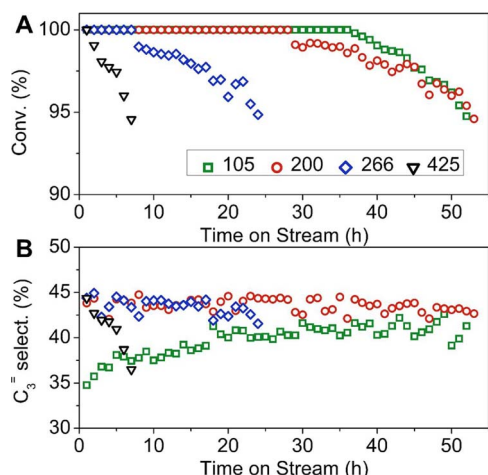 A
100
95
90
Conv. (%)
105 200 266 425
0 10 20 30 40 50
Time on Stream (h)
B
50
45
40
35
30
C₃⁼ select. (%)
0 10 20 30 40 50
Time on Stream (h)